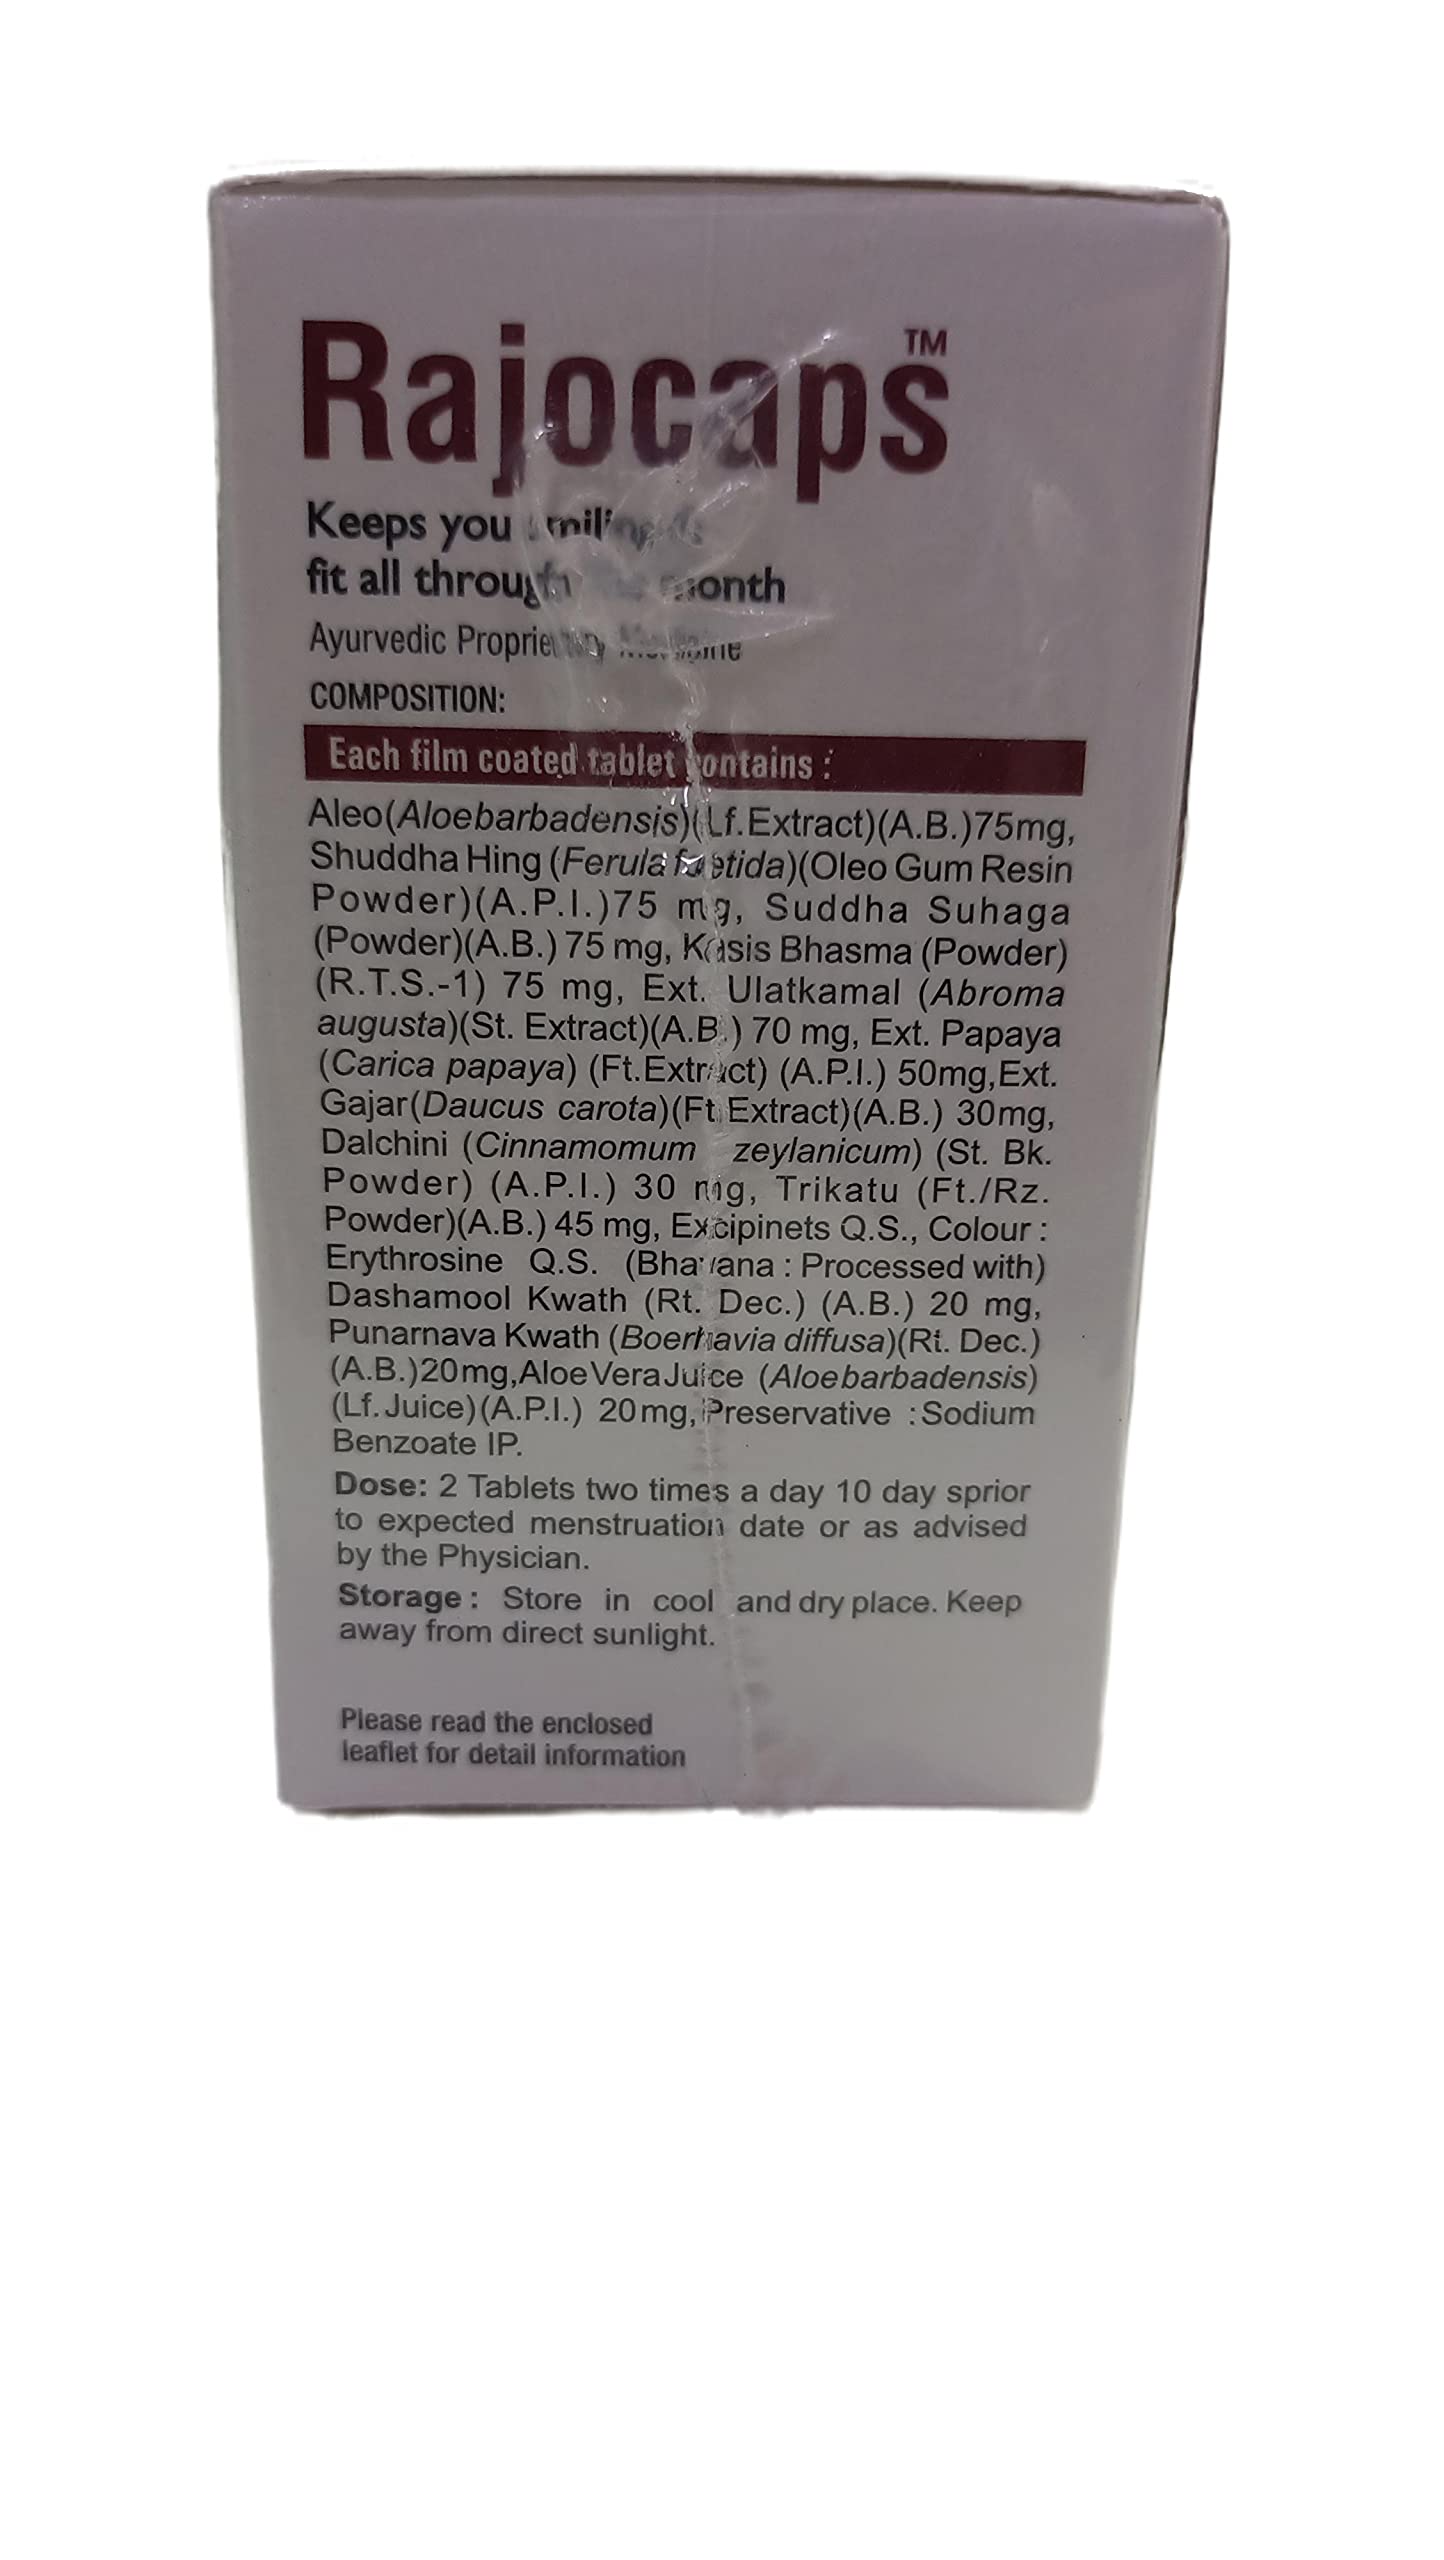 Rajocaps™
Keeps you
fit all through month
Ayurvedic Proprietary Medicine
COMPOSITION:
Each film coated tablet contains :
Aleo(Aloebarbadensis)(Lf.Extract)(A.B.)75mg,
Shuddha Hing (Ferula foetida)(Oleo Gum Resin
Powder)(A.P.I.)75 mg, Suddha Suhaga
(Powder)(A.B.) 75 mg, Kasis Bhasma (Powder)
(R.T.S.-1) 75 mg, Ext. Ulatkamal (Abroma
augusta)(St. Extract)(A.B.) 70 mg, Ext. Papaya
(Carica papaya) (Ft.Extract) (A.P.I.) 50mg,Ext.
Gajar(Daucus carota)(Ft.Extract)(A.B.) 30mg,
Dalchini (Cinnamomum zeylanicum) (St. Bk.
Powder) (A.P.I.) 30 mg, Trikatu (Ft./Rz.
Powder)(A.B.) 45 mg, Excipinets Q.S., Colour :
Erythrosine Q.S. (Bhavana : Processed with)
Dashamool Kwath (Rt. Dec.) (A.B.) 20 mg,
Punarnava Kwath (Boerhavia diffusa)(Rt. Dec.)
(A.B.)20mg,Aloe Vera Juice (Aloebarbadensis)
(Lf. Juice)(A.P.I.) 20mg, Preservative : Sodium
Benzoate IP.
Dose: 2 Tablets two times a day 10 day sprior
to expected menstruation date or as advised
by the Physician.
Storage : Store in cool and dry place. Keep
away from direct sunlight.
Please read the enclosed
leaflet for detail information